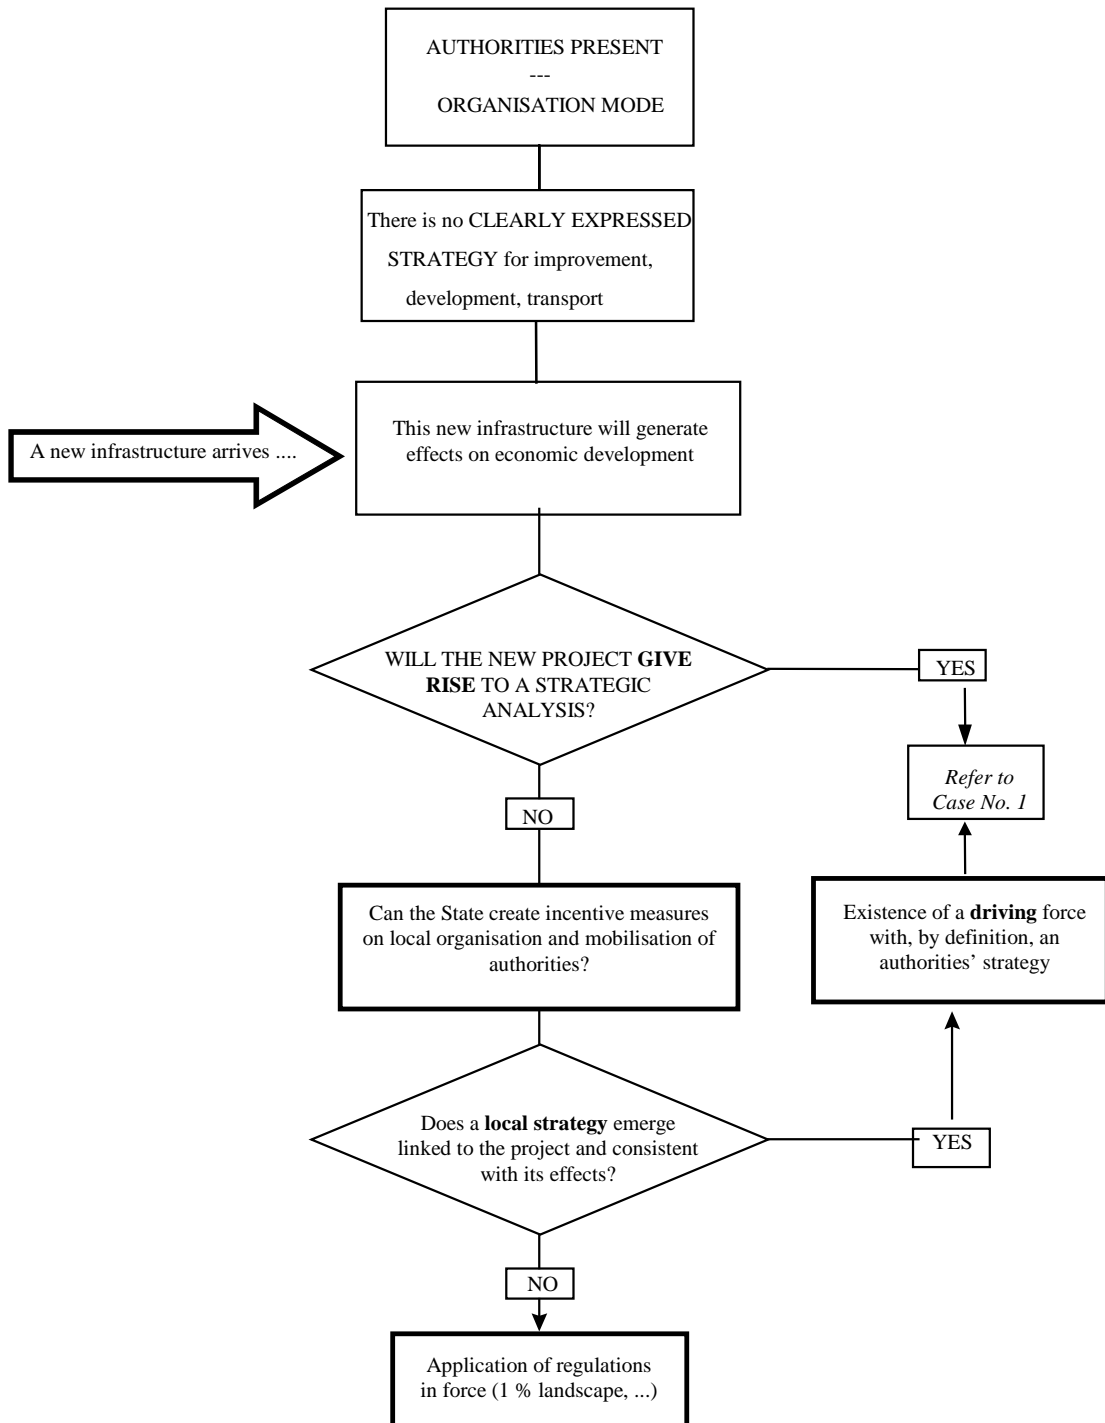 AUTHORITIES PRESENT
---
ORGANISATION MODE
There is no CLEARLY EXPRESSED
STRATEGY for improvement,
development, transport
A new infrastructure arrives ....
This new infrastructure will generate
effects on economic development
WILL THE NEW PROJECT GIVE
RISE TO A STRATEGIC
ANALYSIS?
YES
Refer to
Case No. 1
NO
Can the State create incentive measures
on local organisation and mobilisation of
authorities?
Existence of a driving force
with, by definition, an
authorities’ strategy
Does a local strategy emerge
linked to the project and consistent
with its effects?
YES
NO
Application of regulations
in force (1 % landscape, ...)